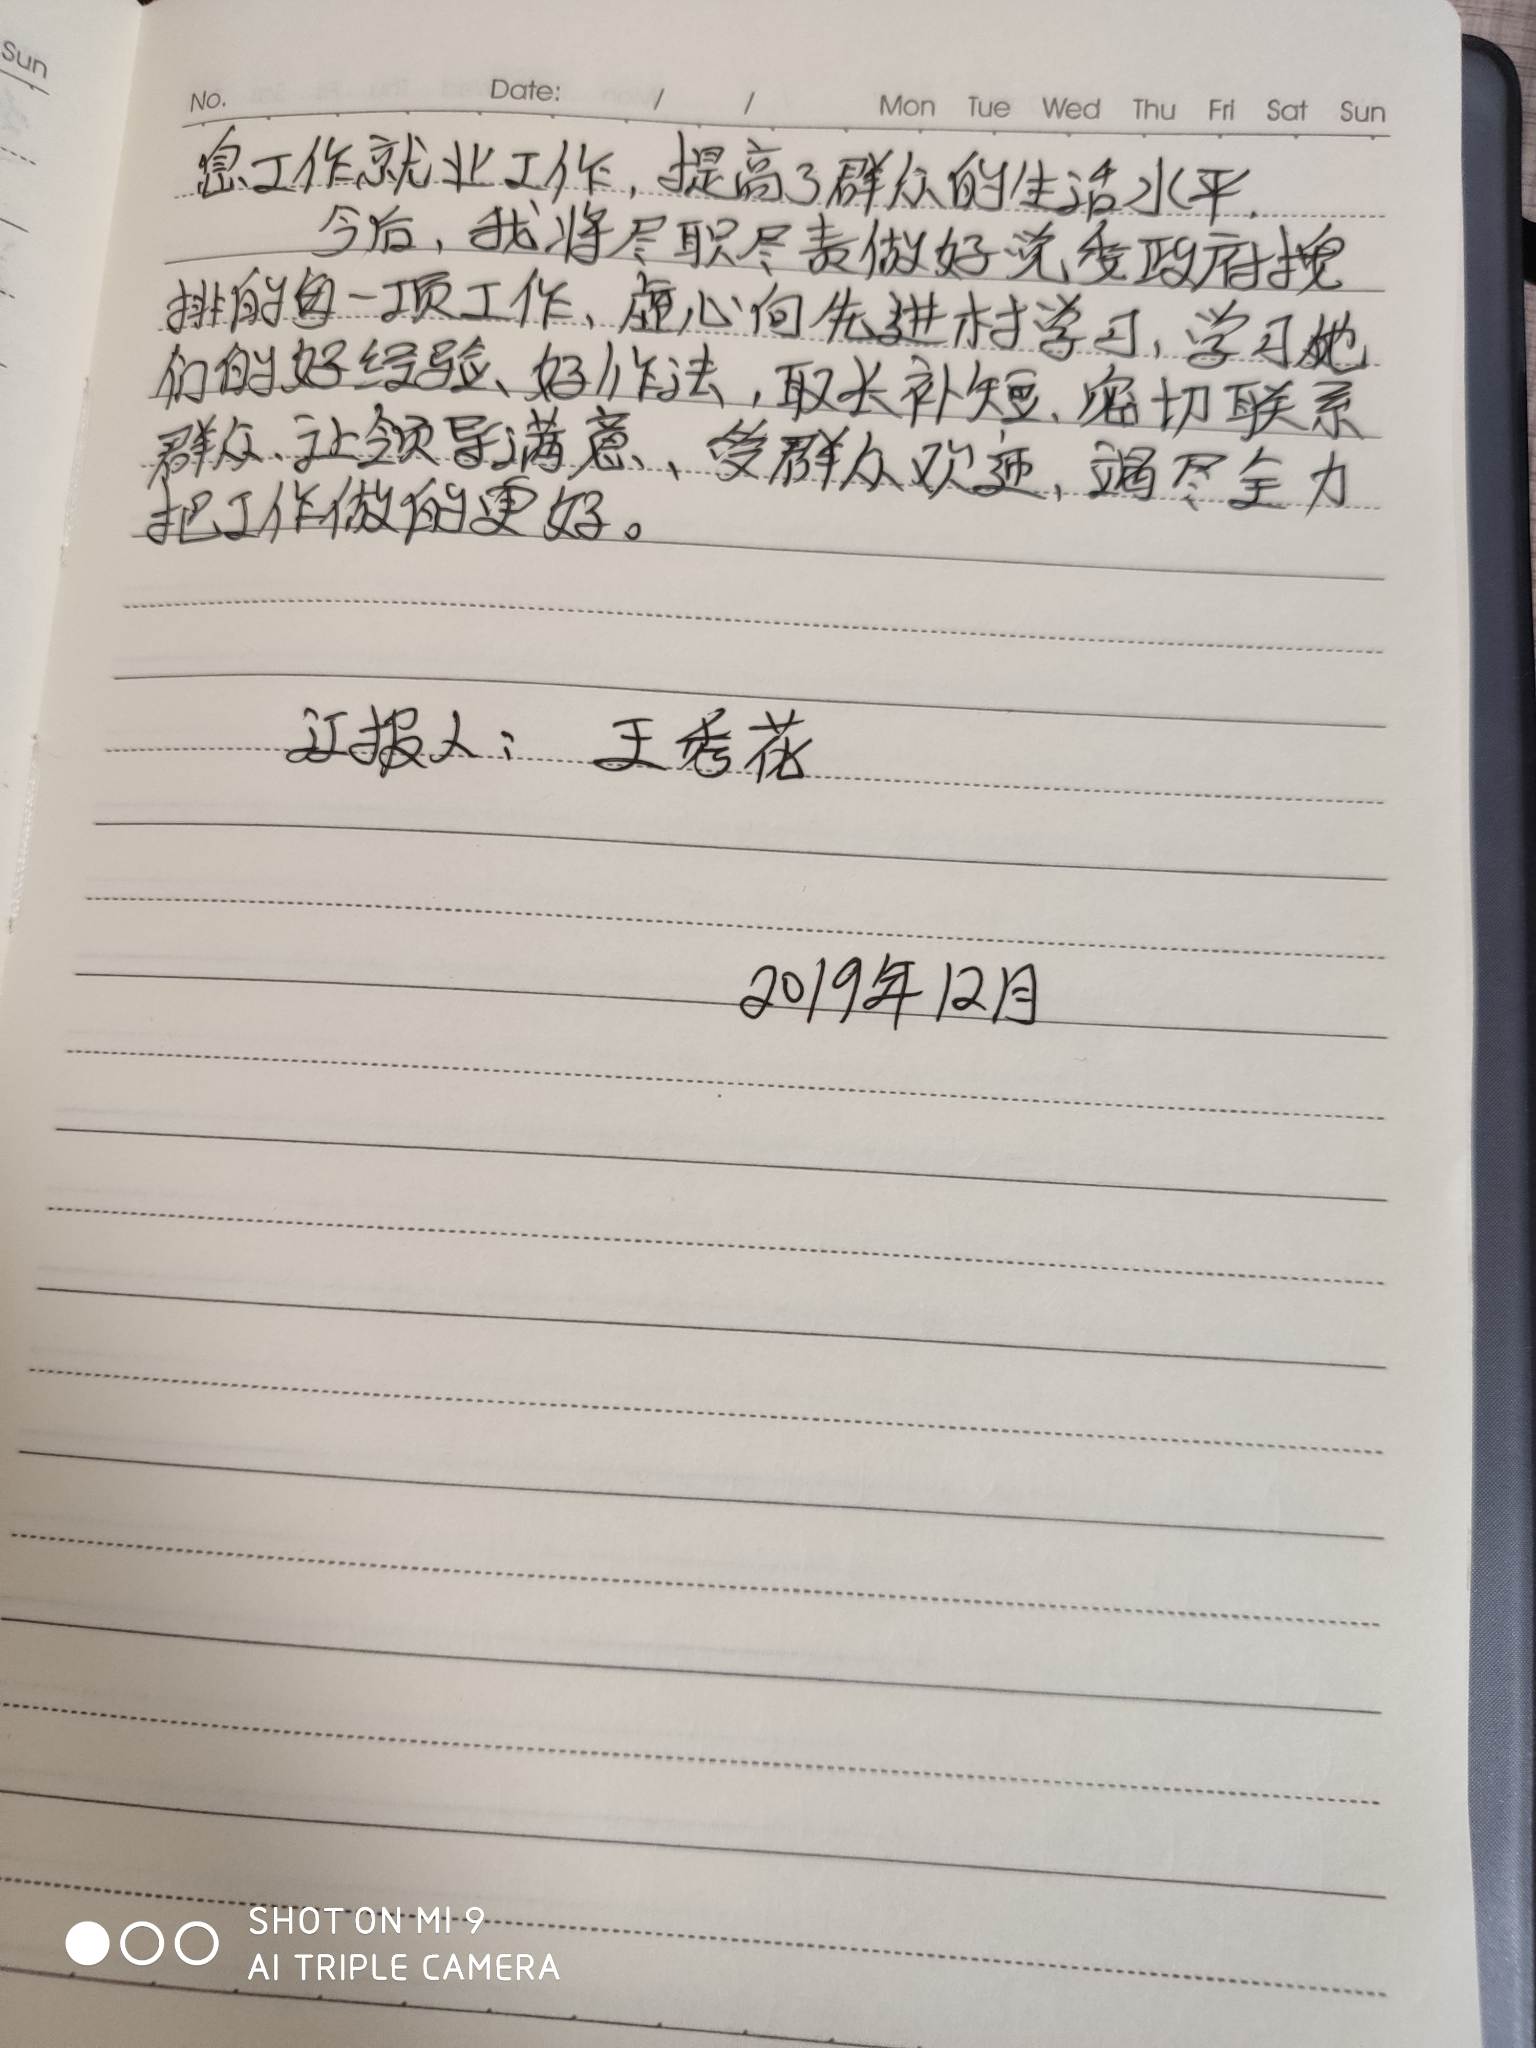 Sun
No. Date: / / Mon Tue Wed Thu Fri Sat Sun
息工作就业工作,提高了群众的生活水平.
今后,我将尽职尽责做好党委政府安
排的每一项工作、虚心向先进村学习,学习她
们的好经验、好作法,取长补短、密切联系
群众、让领导满意、受群众欢迎,竭尽全力
把工作做的更好。
汇报人: 王秀花
2019年12月
SHOT ON MI 9
AI TRIPLE CAMERA